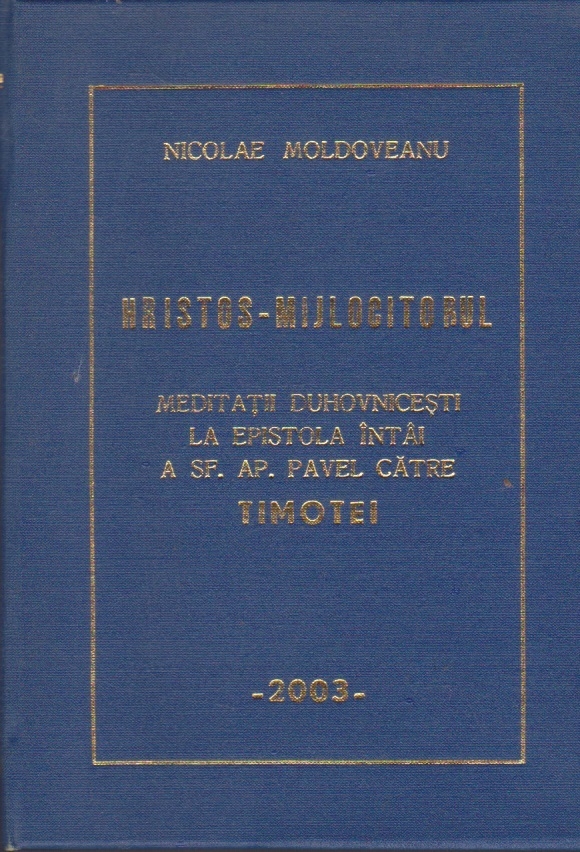 NICOLAE MOLDOVEANU
HRISTOS-MIJLOCITORUL
MEDITAȚII DUHOVNICEȘTI
LA EPISTOLA ÎNTÂI
A SF. AP. PAVEL CĂTRE
TIMOTEI
-2003-